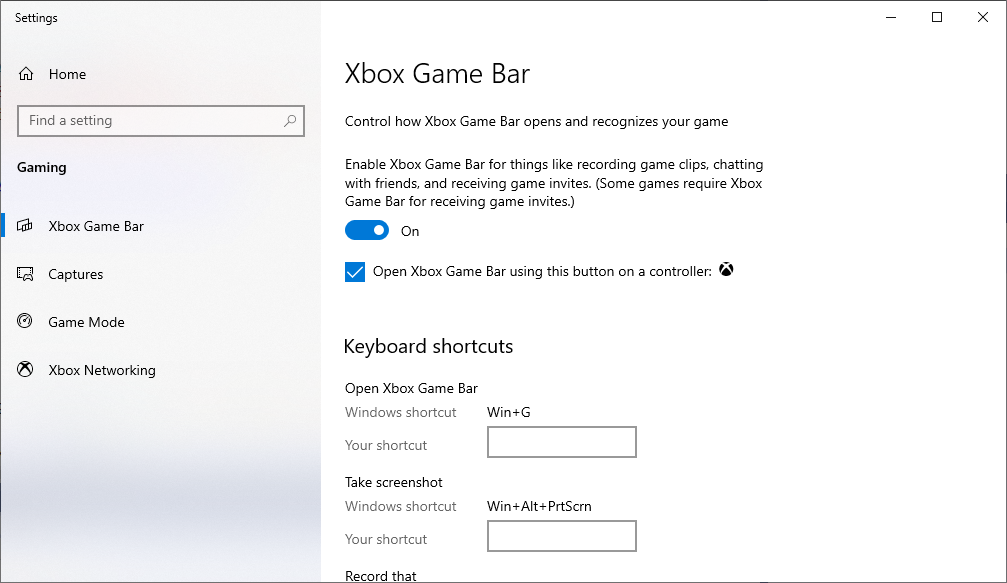 Settings
Home
Find a setting
Gaming
Xbox Game Bar
Captures
Game Mode
Xbox Networking
Xbox Game Bar
Control how Xbox Game Bar opens and recognizes your game
Enable Xbox Game Bar for things like recording game clips, chatting
with friends, and receiving game invites. (Some games require Xbox
Game Bar for receiving game invites.)
On
Open Xbox Game Bar using this button on a controller:
Keyboard shortcuts
Open Xbox Game Bar
Windows shortcut Win+G
Your shortcut
Take screenshot
Windows shortcut Win+Alt+PrtScrn
Your shortcut
Record that